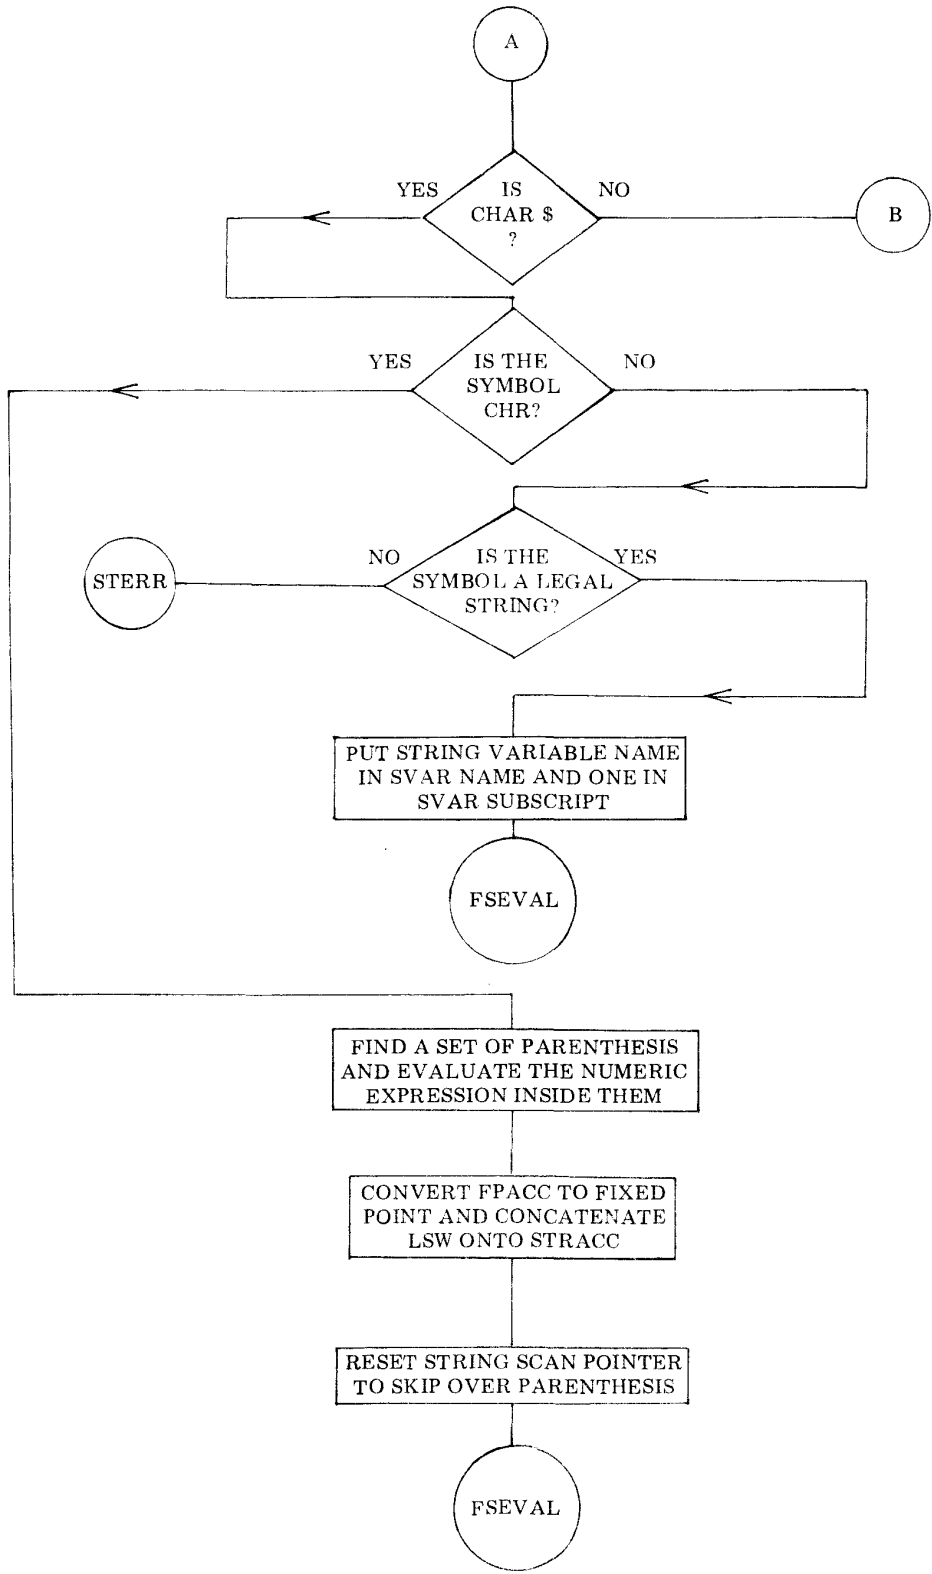 A
YES
IS
CHAR $
?
NO
B
YES
IS THE
SYMBOL
CHR?
NO
STERR
NO
IS THE
SYMBOL A LEGAL
STRING?
YES
PUT STRING VARIABLE NAME
IN SVAR NAME AND ONE IN
SVAR SUBSCRIPT
FSEVAL
FIND A SET OF PARENTHESIS
AND EVALUATE THE NUMERIC
EXPRESSION INSIDE THEM
CONVERT FPACC TO FIXED
POINT AND CONCATENATE
LSW ONTO STRACC
RESET STRING SCAN POINTER
TO SKIP OVER PARENTHESIS
FSEVAL